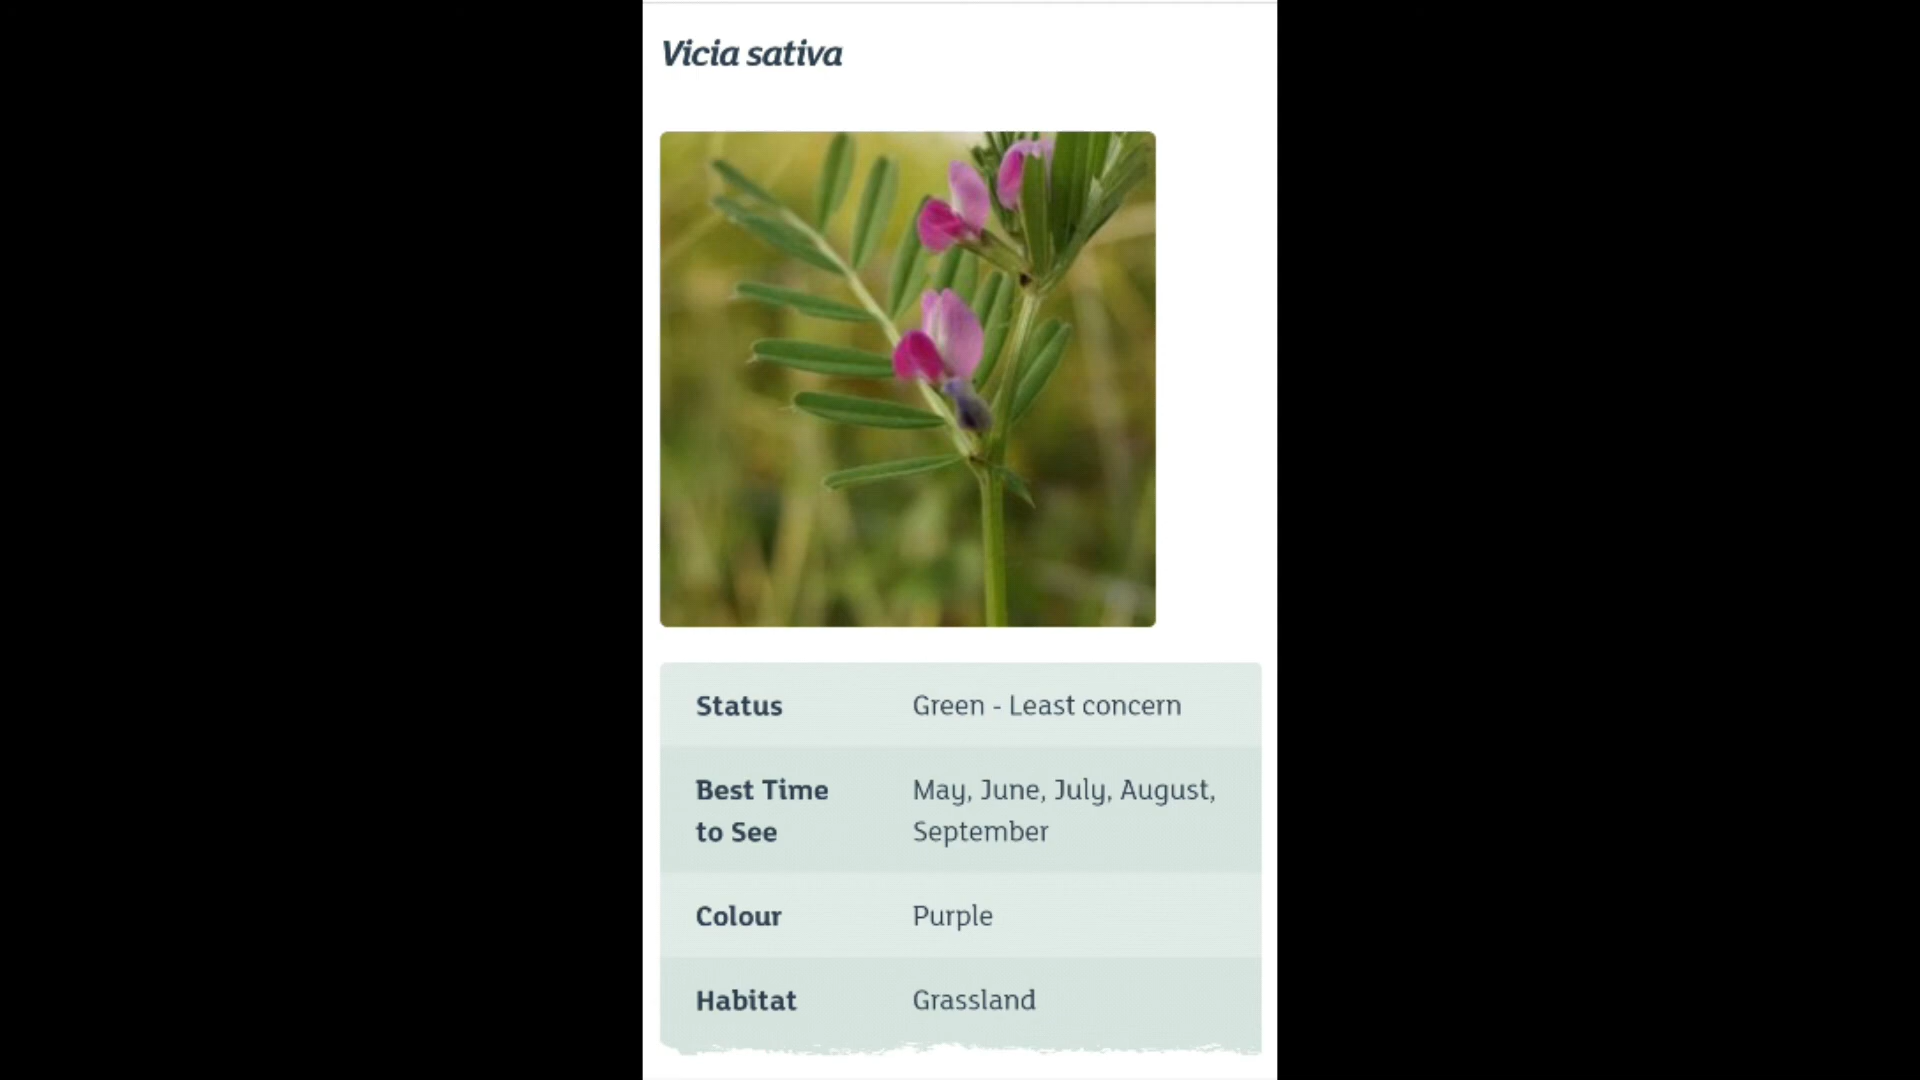 Vicia sativa
Status Green - Least concern
Best Time May, June, July, August,
to See September
Colour Purple
Habitat Grassland